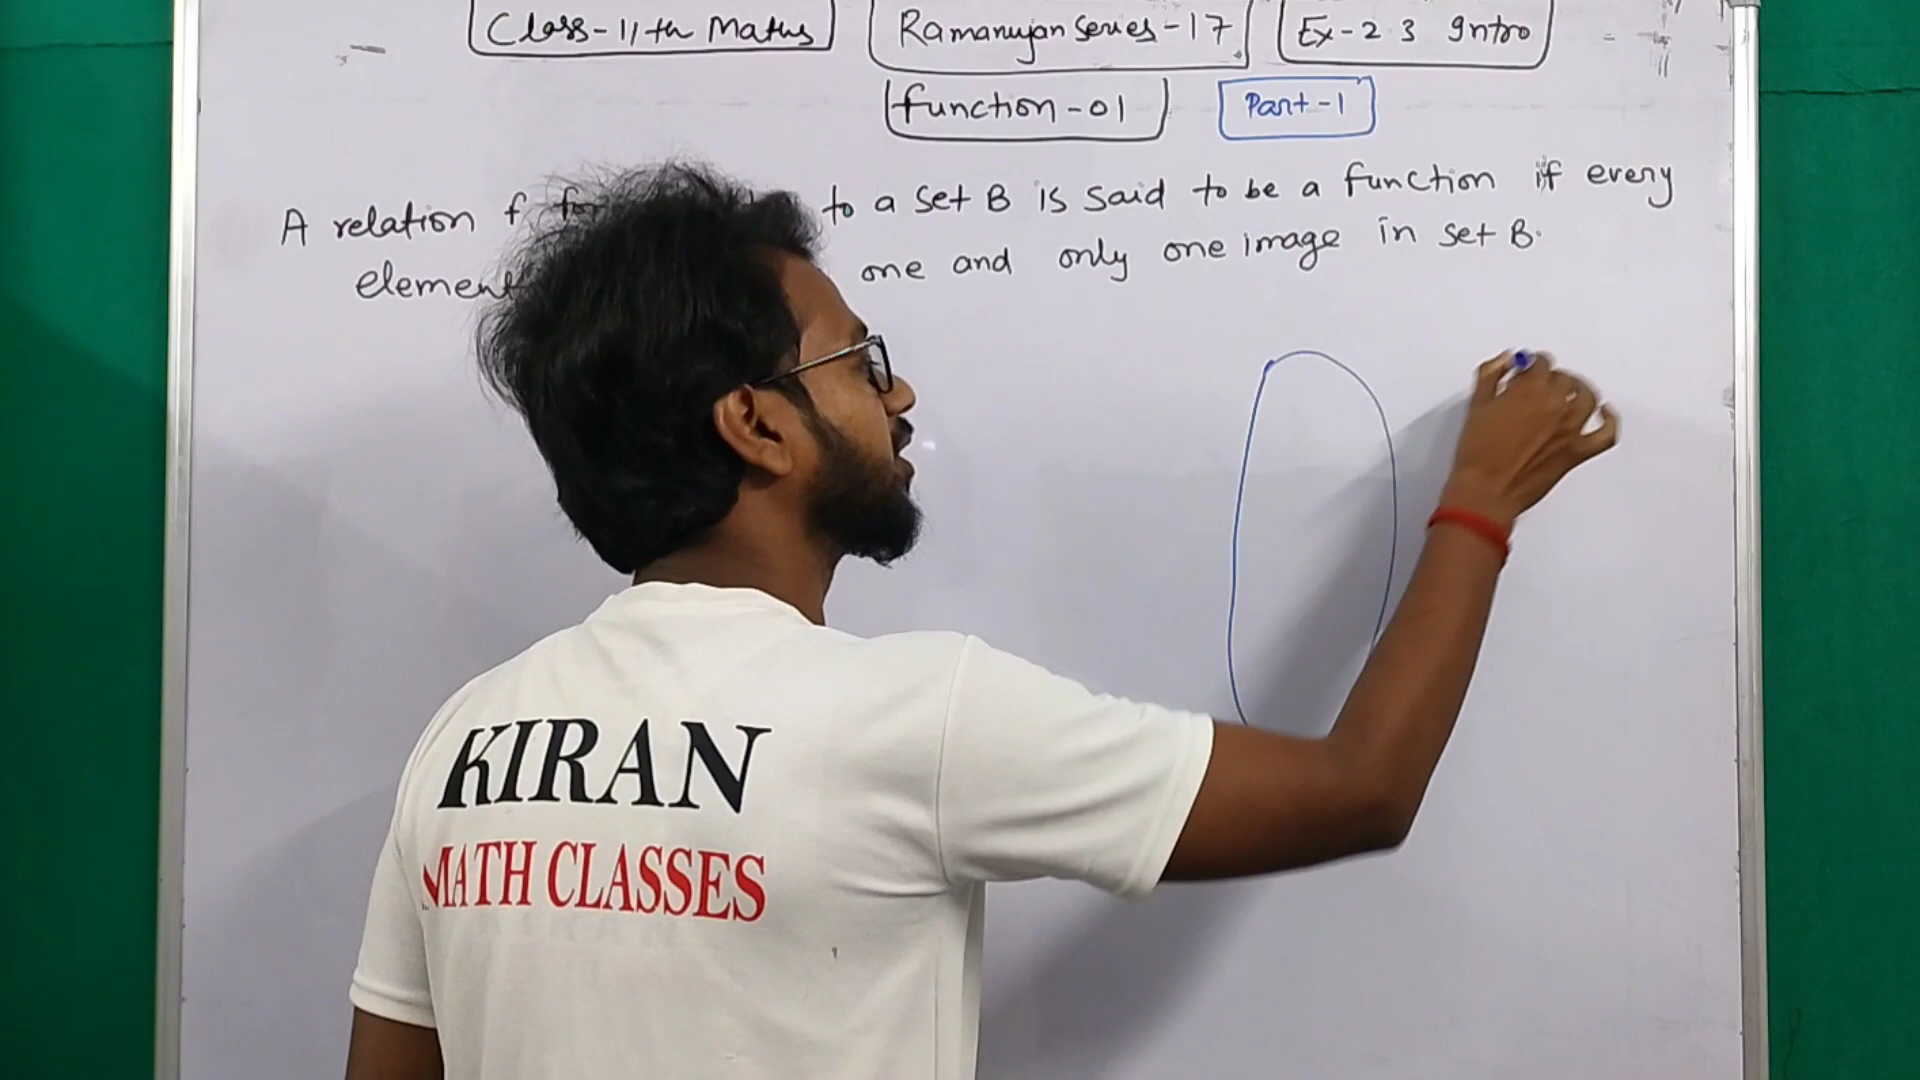 Class-11th Maths Ramanujan Series-17 Ex-2.3 Intro
function-01 Part-1
A relation f to a set B is said to be a function if every
element one and only one image in set B.
KIRAN
MATH CLASSES